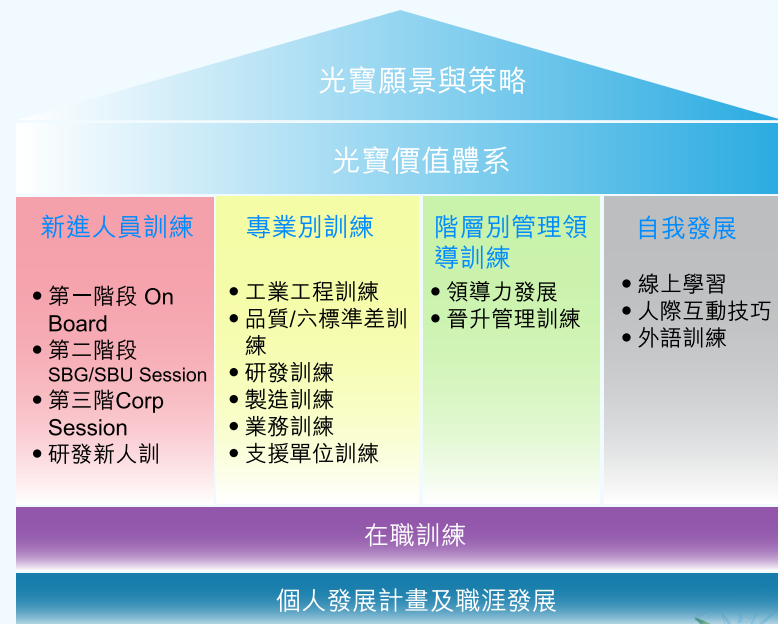 光寶願景與策略
光寶價值體系
新進人員訓練
• 第一階段 On
Board
• 第二階段
SBG/SBU Session
• 第三階Corp
Session
• 研發新人訓
專業別訓練
• 工業工程訓練
• 品質/六標準差訓
練
• 研發訓練
• 製造訓練
• 業務訓練
• 支援單位訓練
階層別管理領
導訓練
• 領導力發展
• 晉升管理訓練
自我發展
• 線上學習
• 人際互動技巧
• 外語訓練
在職訓練
個人發展計畫及職涯發展